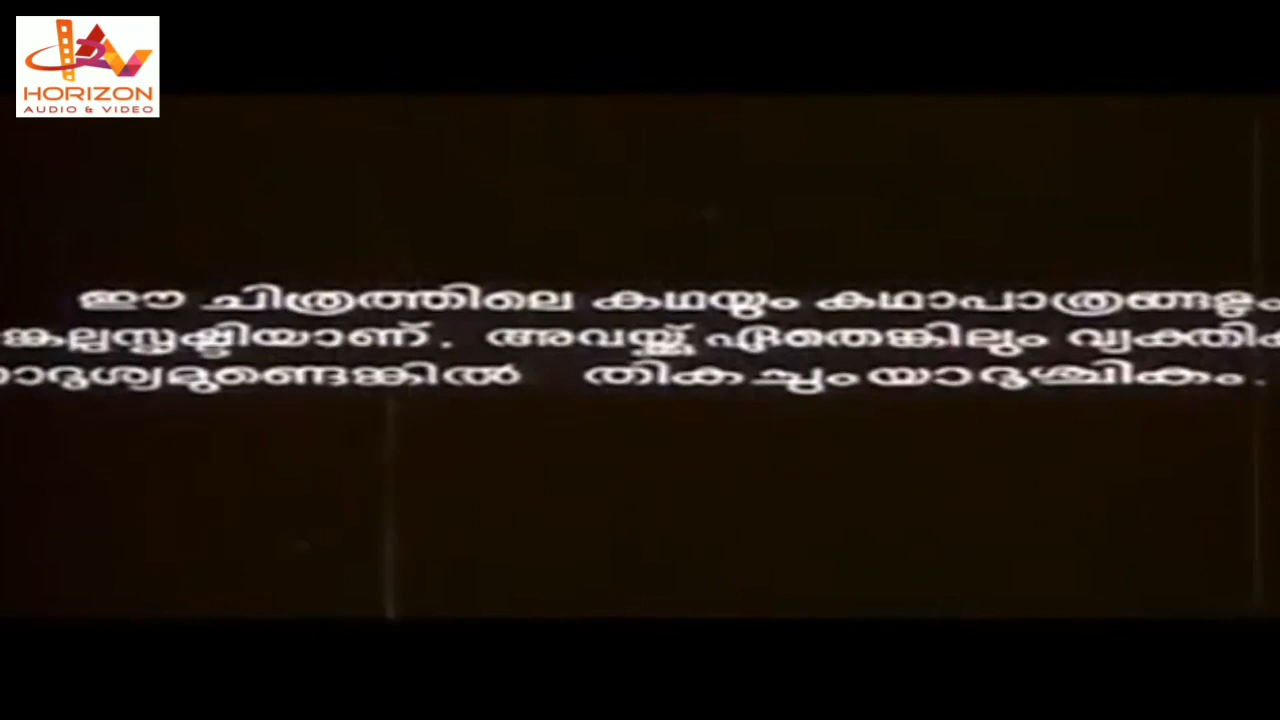 HORIZON
AUDIO & VIDEO
ഈ ചിത്രത്തിലെ കഥയും കഥാപാത്രങ്ങളും
ങ്കല്പസൃഷ്ടിയാണ്. അവയ്ക്ക് ഏതെങ്കിലും വ്യക്തിക
ാദൃശ്യമുണ്ടെങ്കിൽ തികച്ചും യാദൃശ്ചികം.